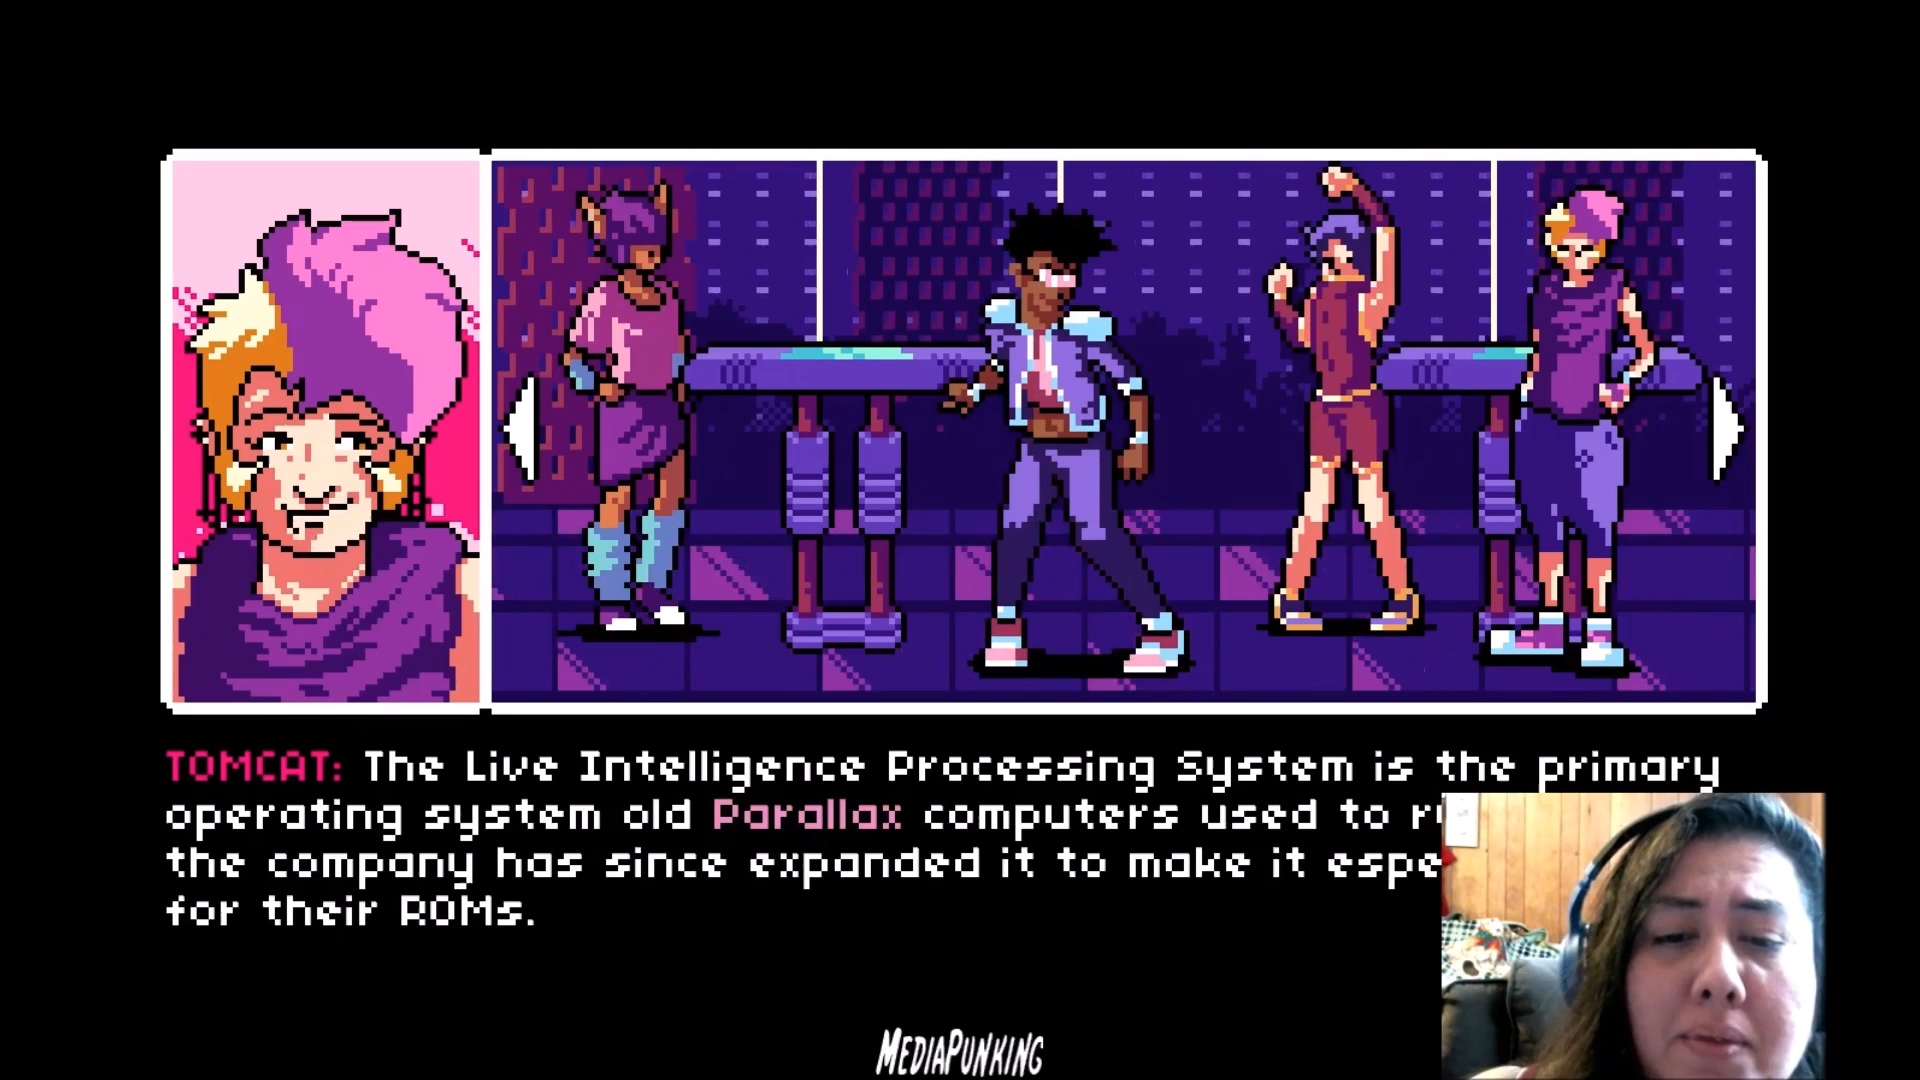 TOMCAT: The Live Intelligence Processing System is the primary
operating system old Parallax computers used to
the company has since expanded it to make it
for their ROMs.
MEDIAPUNKING